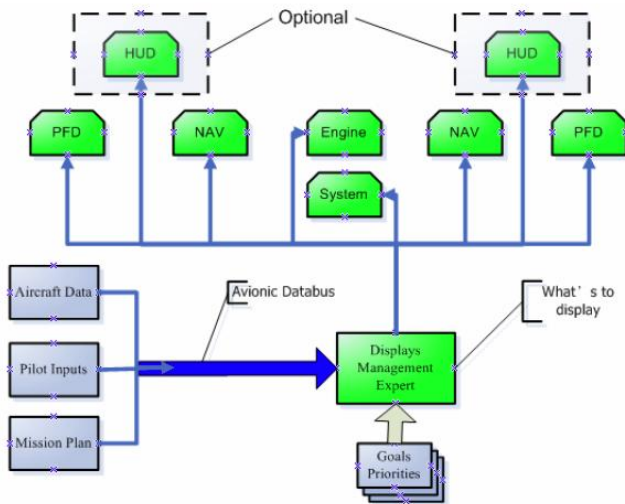 Optional
HUD
HUD
PFD
NAV
Engine
NAV
PFD
System
Aircraft Data
Avionic Databus
What's to
display
Pilot Inputs
Displays
Management
Expert
Mission Plan
Goals
Priorities